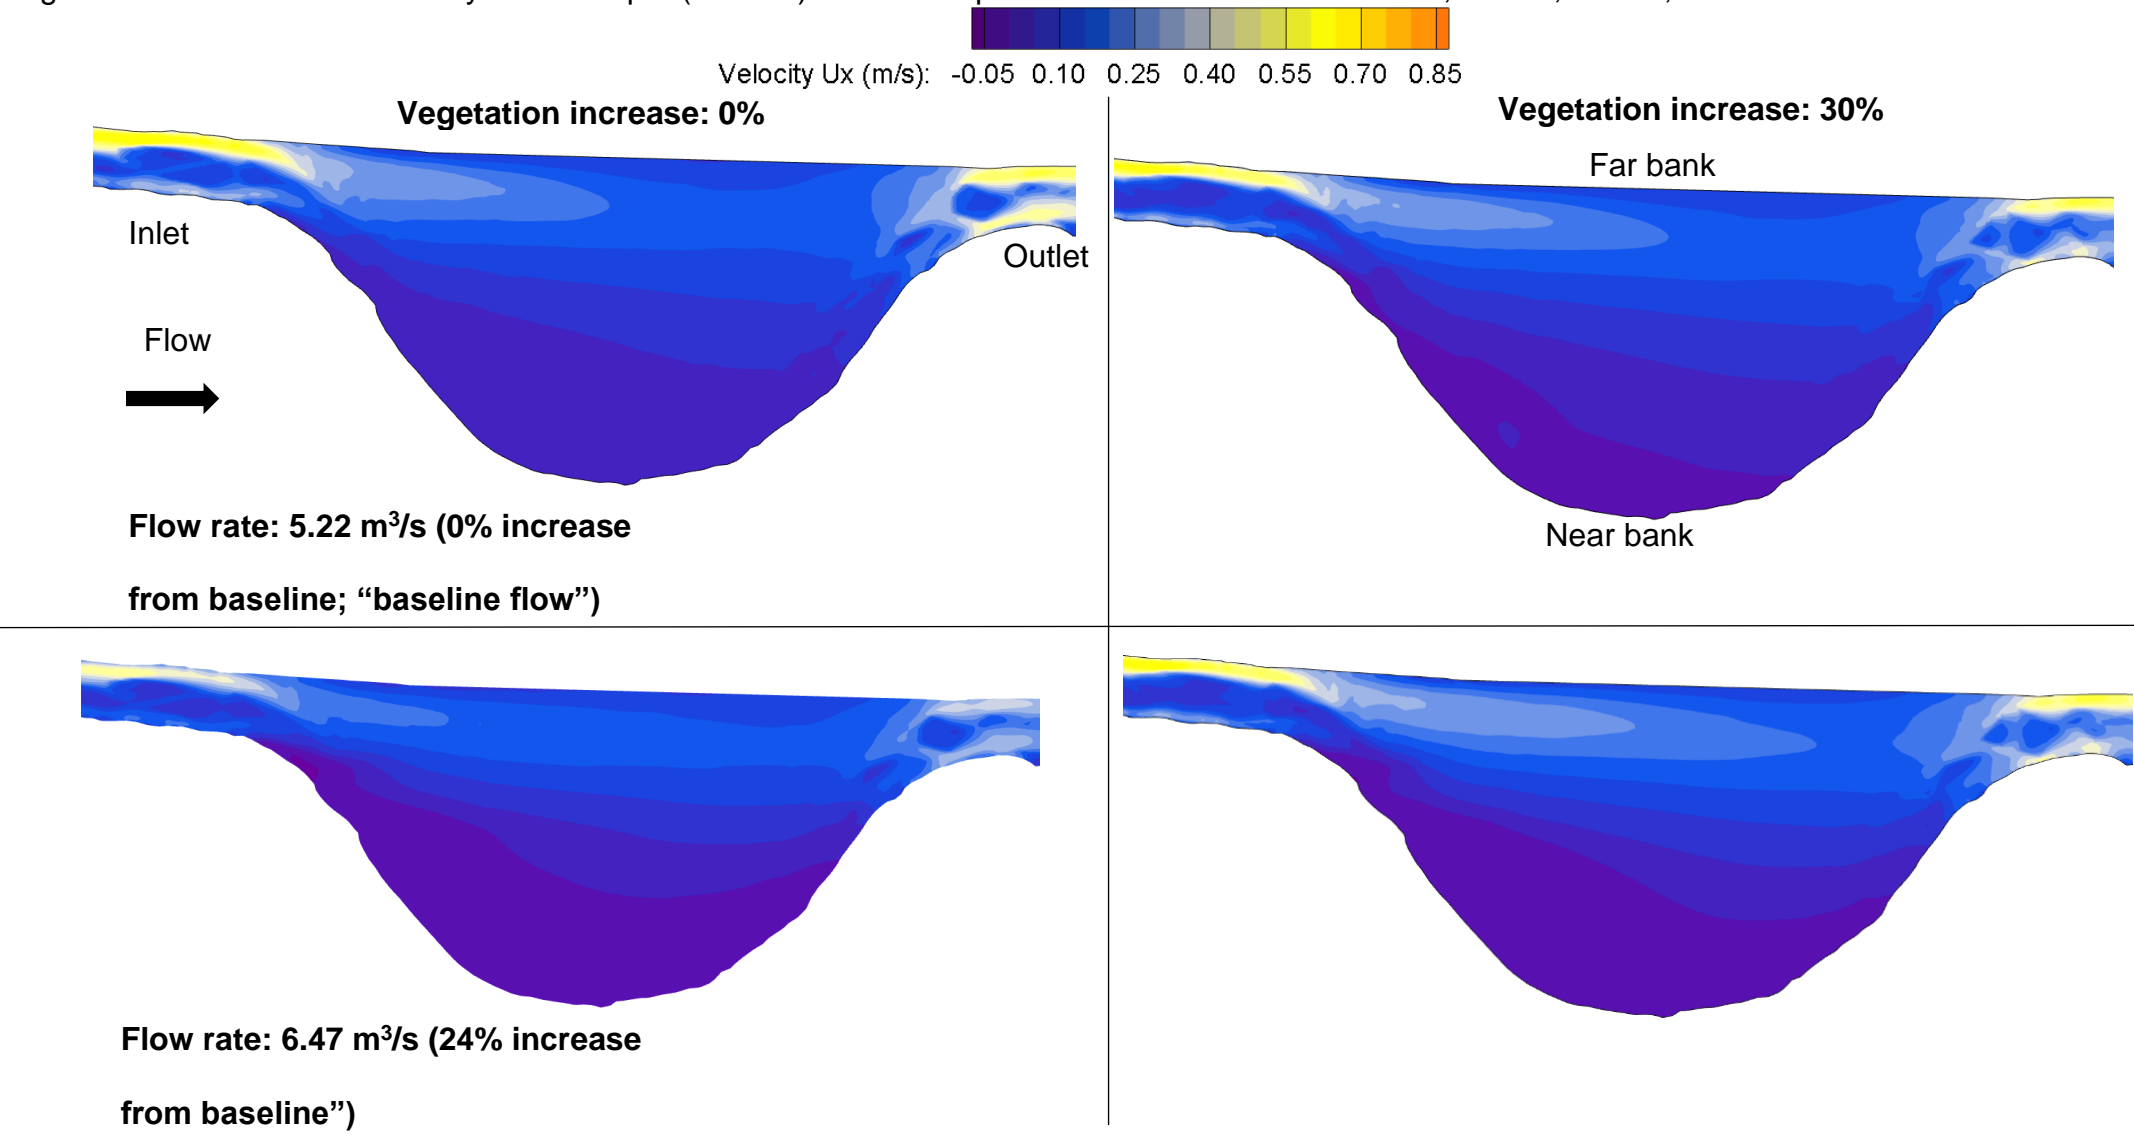 Velocity Ux (m/s): -0.05 0.10 0.25 0.40 0.55 0.70 0.85
Vegetation increase: 0%
Vegetation increase: 30%
Far bank
Inlet
Outlet
Flow
Flow rate: 5.22 m³/s (0% increase
from baseline; “baseline flow”)
Near bank
Flow rate: 6.47 m³/s (24% increase
from baseline”)